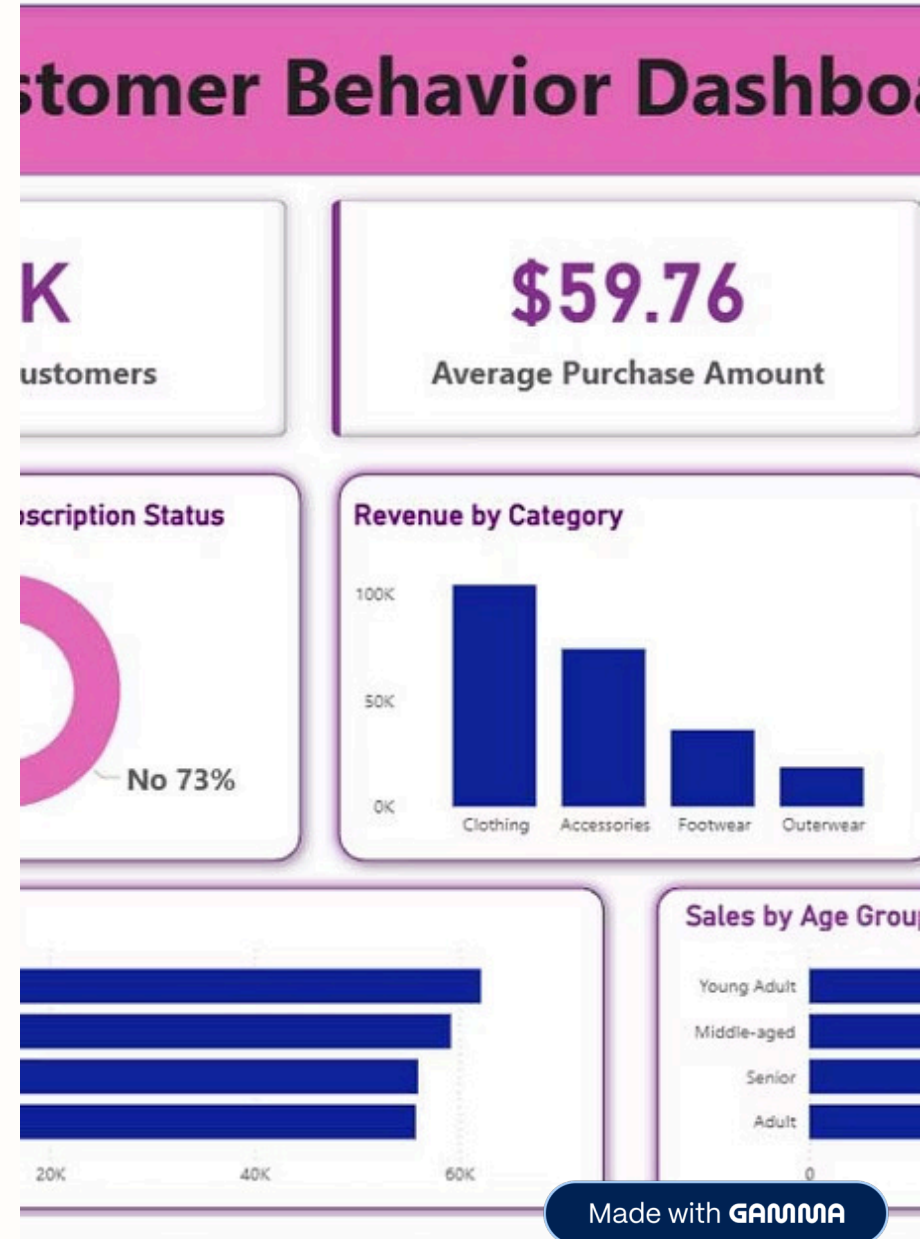 stomer Behavior Dashboa
K
ustomers
$59.76
Average Purchase Amount
scription Status
No 73%
Revenue by Category
100K
50K
0K
Clothing Accessories Footwear Outerwear
20K 40K 60K
Sales by Age Grou
Young Adult
Middle-aged
Senior
Adult
0
Made with GAMMA